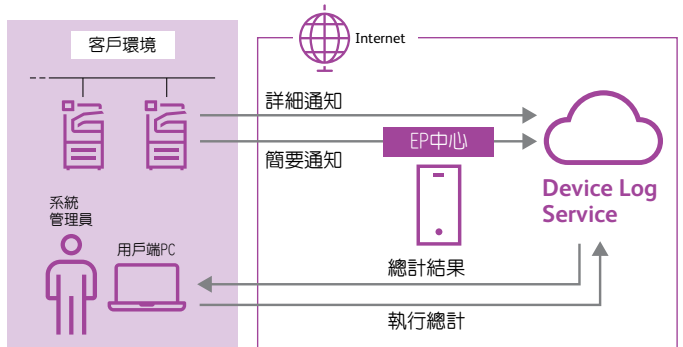 客戶環境
Internet
詳細通知
EP中心
簡要通知
Device Log
Service
系統
管理員
用戶端PC
總計結果
執行總計